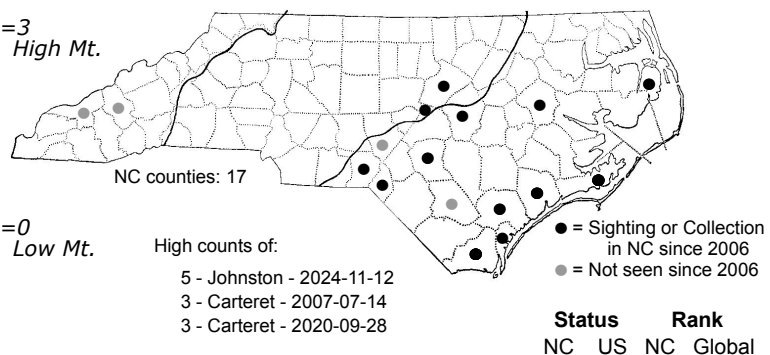 =3
High Mt.
NC counties: 17
=0
Low Mt.
High counts of:
5 - Johnston - 2024-11-12
3 - Carteret - 2007-07-14
3 - Carteret - 2020-09-28
● = Sighting or Collection
in NC since 2006
● = Not seen since 2006
Status Rank
NC US NC Global